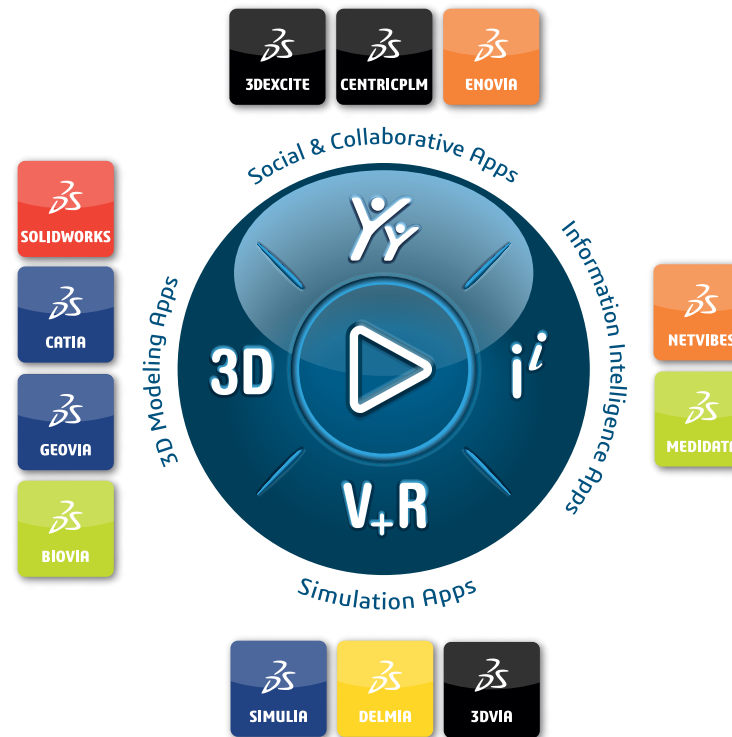 3DEXCITE
CENTRICPLM
ENOVIA
Social & Collaborative Apps
SOLIDWORKS
CATIA
GEOVIA
BIOVIA
3D Modeling Apps
3D
i i
V+R
Information Intelligence Apps
NETVIBES
MEDIDATA
Simulation Apps
SIMULIA
DELMIA
3DVIA